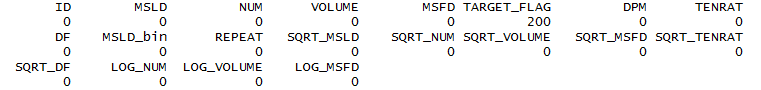 ID MSLD NUM VOLUME MSFD TARGET_FLAG DPM TENRAT
0 0 0 0 0 200 0 0
DF MSLD_bin REPEAT SQRT_MSLD SQRT_NUM SQRT_VOLUME SQRT_MSFD SQRT_TENRAT
0 0 0 0 0 0 0 0
SQRT_DF LOG_NUM LOG_VOLUME LOG_MSFD
0 0 0 0